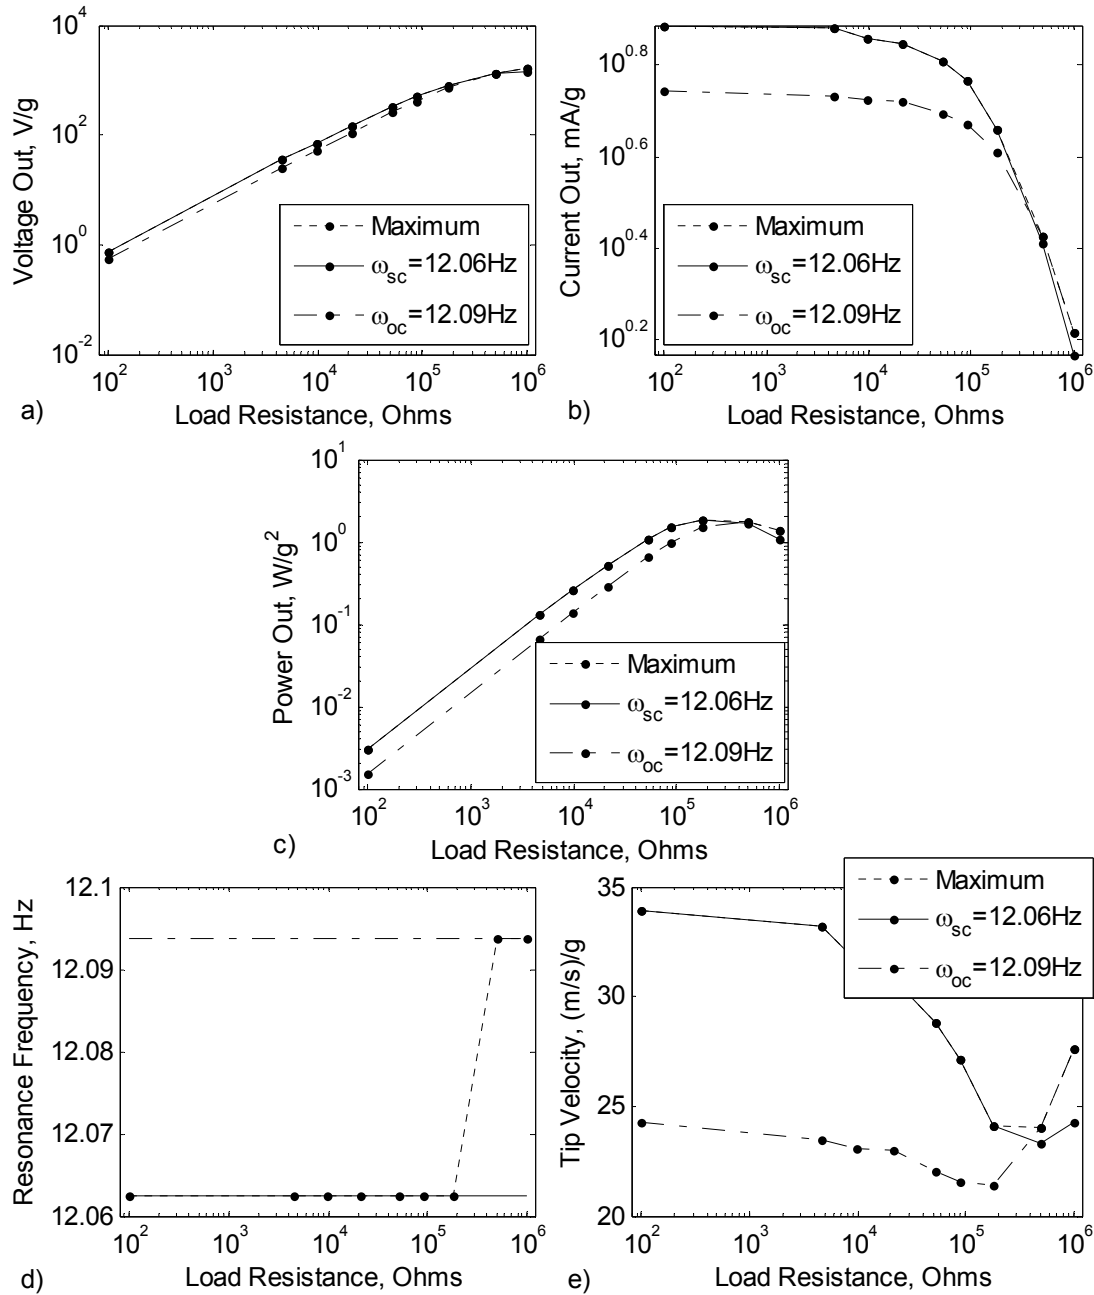 10^4
10^2
10^0
10^-2
Voltage Out, V/g
Maximum
ω_sc=12.06Hz
ω_oc=12.09Hz
10^2 10^3 10^4 10^5 10^6
Load Resistance, Ohms
a)
10^0.8
10^0.6
10^0.4
10^0.2
Current Out, mA/g
Maximum
ω_sc=12.06Hz
ω_oc=12.09Hz
10^2 10^3 10^4 10^5 10^6
Load Resistance, Ohms
b)
10^1
10^0
10^-1
10^-2
10^-3
Power Out, W/g^2
Maximum
ω_sc=12.06Hz
ω_oc=12.09Hz
10^2 10^3 10^4 10^5 10^6
Load Resistance, Ohms
c)
12.1
12.09
12.08
12.07
12.06
Resonance Frequency, Hz
10^2 10^3 10^4 10^5 10^6
Load Resistance, Ohms
d)
35
30
25
20
Tip Velocity, (m/s)/g
Maximum
ω_sc=12.06Hz
ω_oc=12.09Hz
10^2 10^3 10^4 10^5 10^6
Load Resistance, Ohms
e)